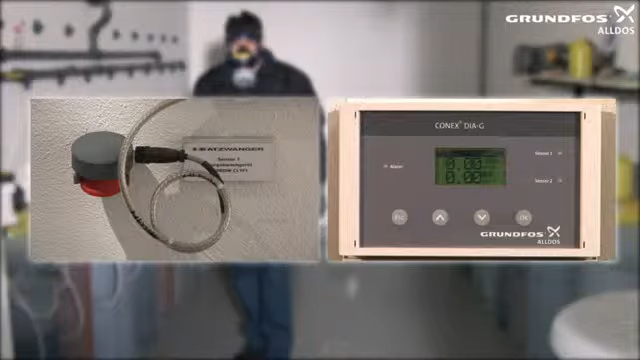 GRUNDFOS
ALLDOS
Sensor 1
CONEX® DIA-G
Alarm
0.00
0.00
Sensor 1
Sensor 2
Esc
OK
GRUNDFOS
ALLDOS